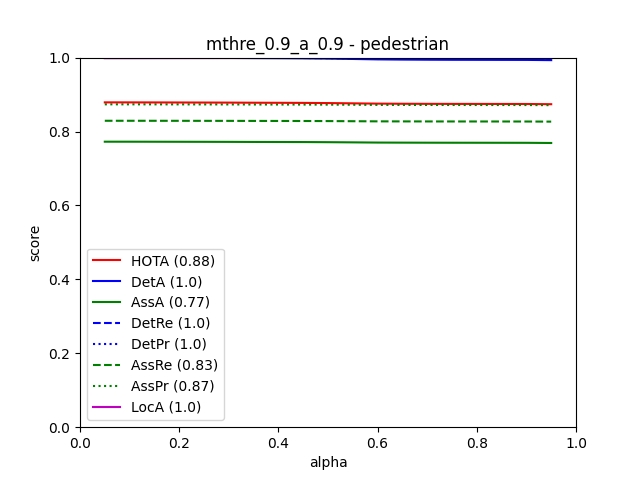 mthre_0.9_a_0.9 - pedestrian
1.0
0.8
0.6
0.4
0.2
0.0
score
HOTA (0.88)
DetA (1.0)
AssA (0.77)
DetRe (1.0)
DetPr (1.0)
AssRe (0.83)
AssPr (0.87)
LocA (1.0)
0.0 0.2 0.4 0.6 0.8 1.0
alpha